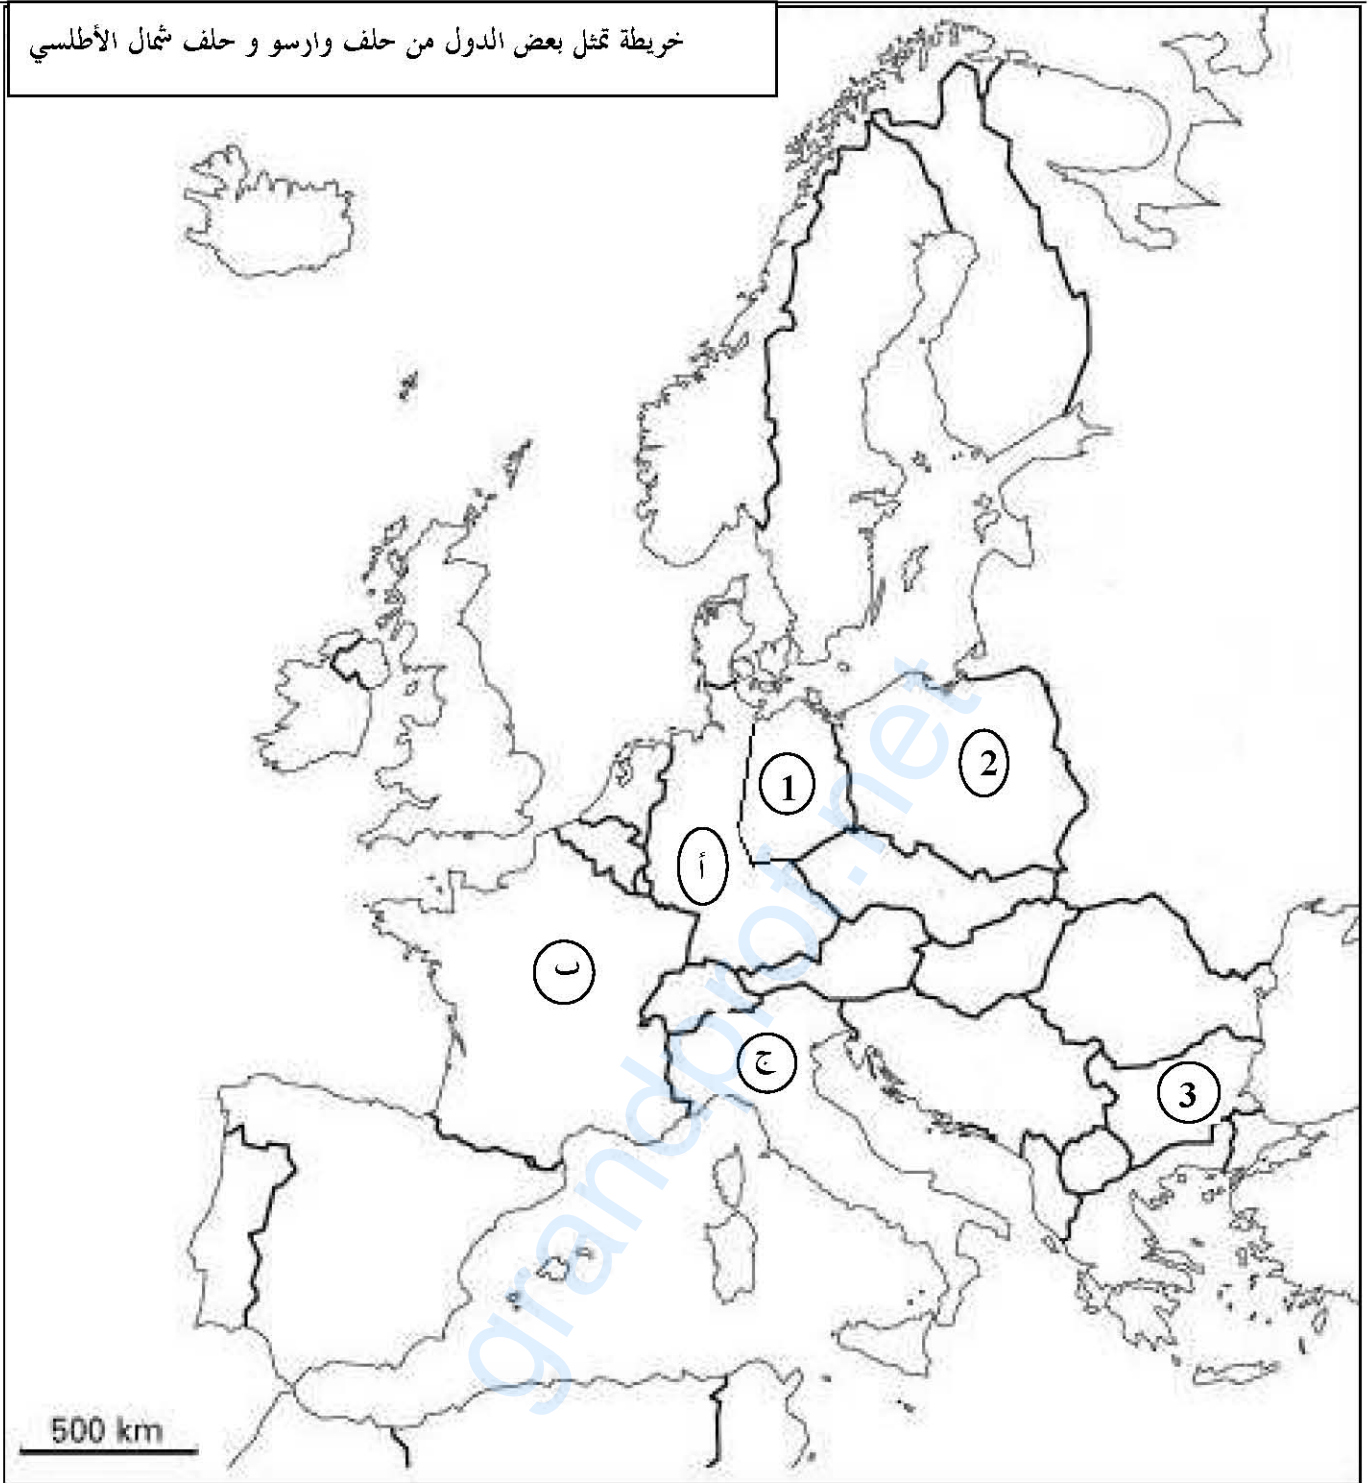 خريطة تمثل بعض الدول من حلف وارسو و حلف شمال الأطلسي
1
2
أ
ب
ج
3
500 km
grandprof.net